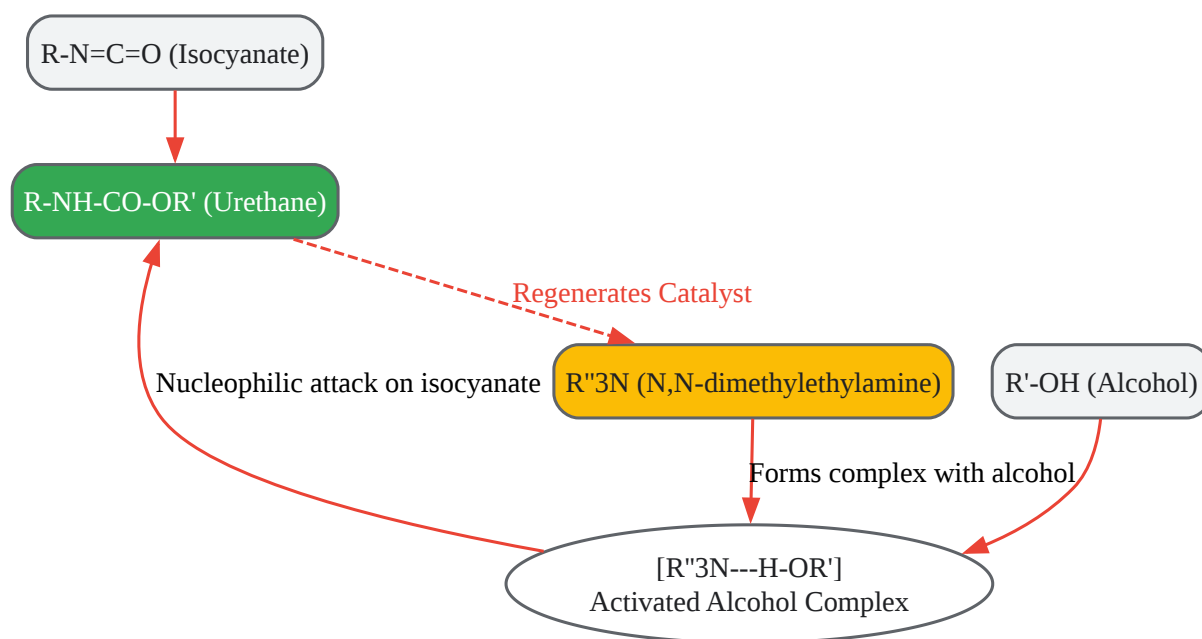 R-N=C=O (Isocyanate)
R-NH-CO-OR' (Urethane)
Regenerates Catalyst
Nucleophilic attack on isocyanate
R"3N (N,N-dimethylethylamine)
R'-OH (Alcohol)
Forms complex with alcohol
[R"3N---H-OR']
Activated Alcohol Complex